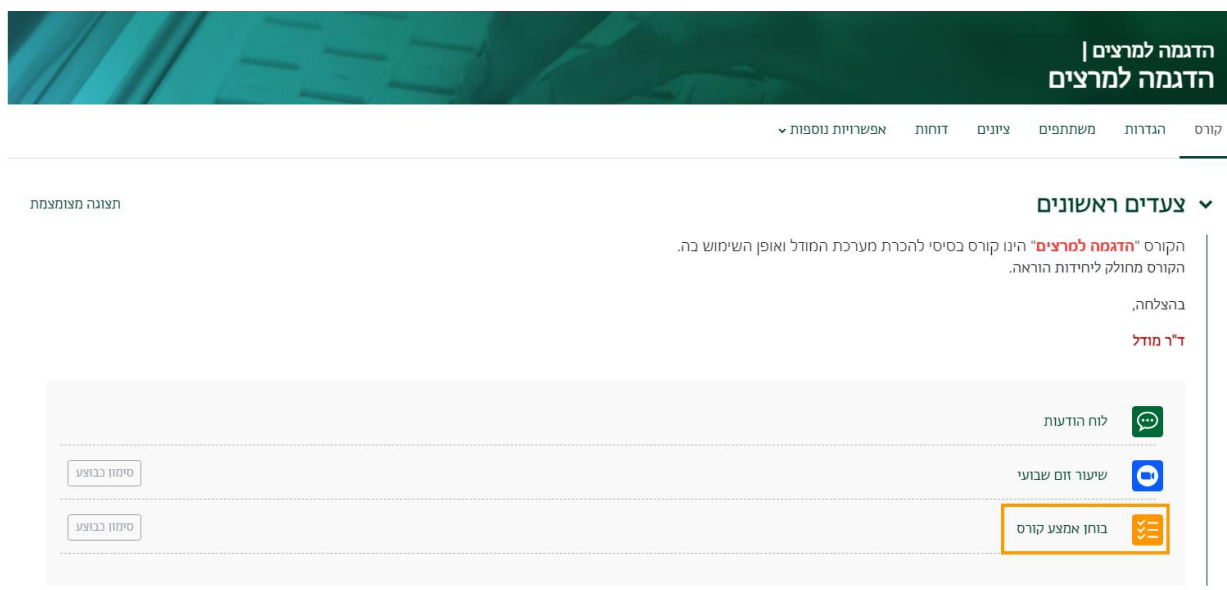 הדגמה למרצים |
הדגמה למרצים
קורס הגדרות משתתפים ציונים דוחות אפשרויות נוספות
צעדים ראשונים
תצוגה מצומצמת
הקורס "הדגמה למרצים" הינו קורס בסיסי להכרת מערכת המודל ואופן השימוש בה.
הקורס מחולק ליחידות הוראה.
בהצלחה,
ד"ר מודל
לוח הודעות
שיעור זום שבועי
סימון כבוצע
בוחן אמצע קורס
סימון כבוצע